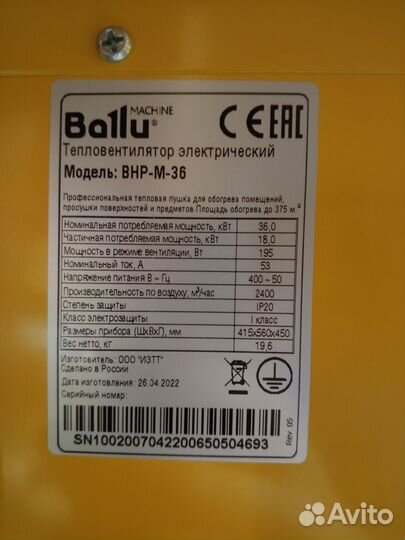 Ballu® MACHINE CE EAC
Тепловентилятор электрический
Модель: BHP-M-36
Профессиональная тепловая пушка для обогрева помещений,
просушки поверхностей и предметов.Площадь обогрева до 375 м.²
Номинальная потребляемая мощность, кВт 36,0
Частичная потребляемая мощность, кВт 18,0
Мощность в режиме вентиляции, Вт 195
Номинальный ток, А 53
Напряжение питания В ~ Гц 400 ~ 50
Производительность по воздуху, м³/час 2400
Степень защиты IP20
Класс электрозащиты I класс
Размеры прибора (ШхВхГ), мм 415x560x450
Вес нетто, кг 19,6
Изготовитель: ООО "ИЗТТ"
Сделано в России
Дата изготовления: 26.04.2022
Серийный номер:
SN1002007042200650504693
Rev. 05
Avito